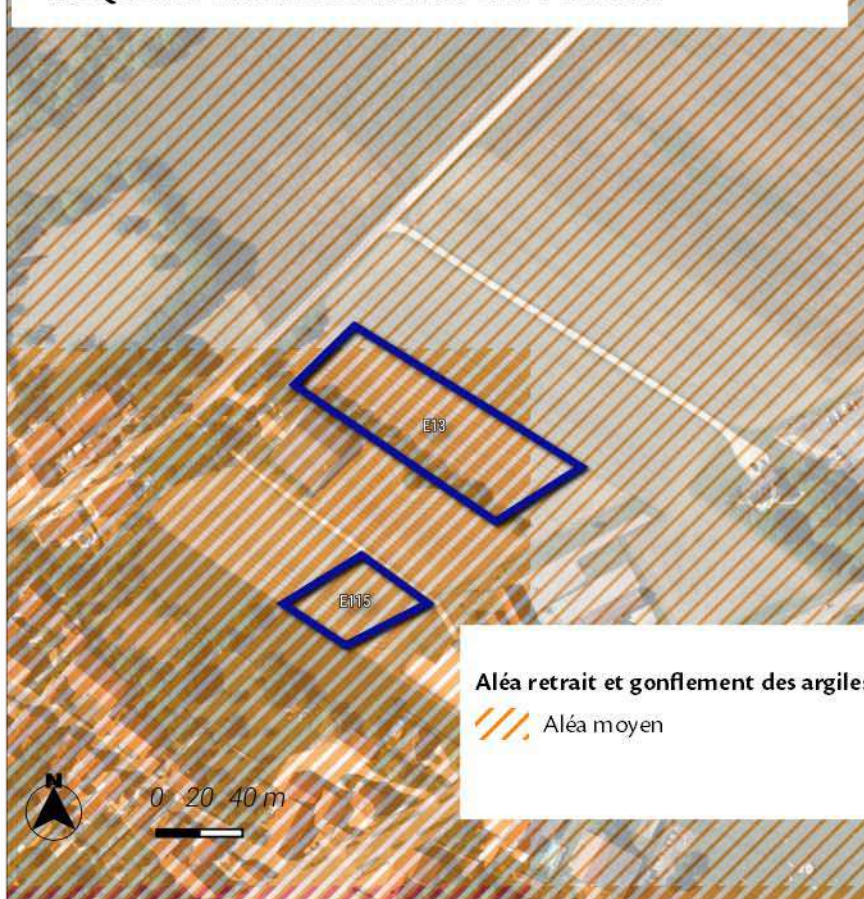 E13
E115
Aléa retrait et gonflement des argiles
Aléa moyen
N
0 20 40 m